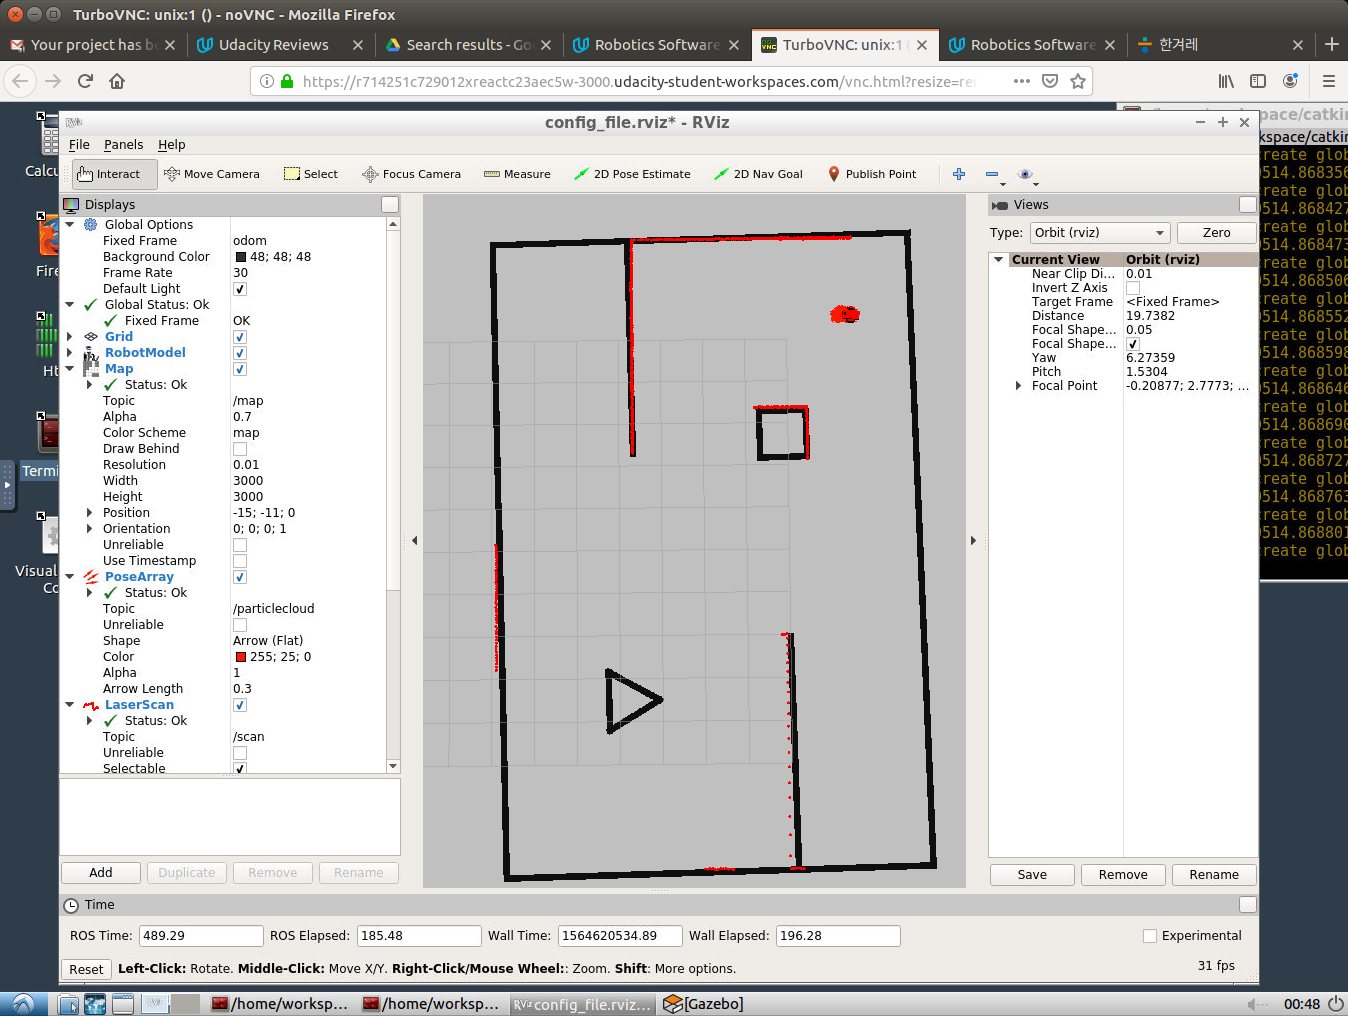 TurboVNC: unix:1 () - noVNC - Mozilla Firefox
Your project has be
Udacity Reviews
Search results - Go
Robotics Software
TurboVNC: unix:1 (
Robotics Software
한겨레
https://r714251c729012xreactc23aec5w-3000.udacity-student-workspaces.com/vnc.html?resize=re
config_file.rviz* - RViz
File Panels Help
Interact Move Camera Select Focus Camera Measure 2D Pose Estimate 2D Nav Goal Publish Point
Displays
Global Options
Fixed Frame odom
Background Color 48; 48; 48
Frame Rate 30
Default Light
Global Status: Ok
Fixed Frame OK
Grid
RobotModel
Map
Status: Ok
Topic /map
Alpha 0.7
Color Scheme map
Draw Behind
Resolution 0.01
Width 3000
Height 3000
Position -15; -11; 0
Orientation 0; 0; 0; 1
Unreliable
Use Timestamp
PoseArray
Status: Ok
Topic /particlecloud
Unreliable
Shape Arrow (Flat)
Color 255; 25; 0
Alpha 1
Arrow Length 0.3
LaserScan
Status: Ok
Topic /scan
Unreliable
Selectable
Add Duplicate Remove Rename
Views
Type: Orbit (rviz) Zero
Current View Orbit (rviz)
Near Clip Di... 0.01
Invert Z Axis
Target Frame <Fixed Frame>
Distance 19.7382
Focal Shape... 0.05
Focal Shape...
Yaw 6.27359
Pitch 1.5304
Focal Point -0.20877; 2.7773; ...
Save Remove Rename
Time
ROS Time: 489.29 ROS Elapsed: 185.48 Wall Time: 1564620534.89 Wall Elapsed: 196.28 Experimental
Reset Left-Click: Rotate. Middle-Click: Move X/Y. Right-Click/Mouse Wheel:: Zoom. Shift: More options.
31 fps
Calcu
Fire
Ht
Termi
Visual
Co
space/catkin
kspace/catkin
create glob
514.868356
create glob
514.868427
create glob
514.868473
create glob
514.868506
create glob
514.868552
create glob
514.868598
create glob
514.868646
create glob
514.868690
create glob
514.868727
create glob
514.868763
create glob
514.868801
create glob
/home/worksp...
/home/worksp...
config_file.rviz...
[Gazebo]
00:48